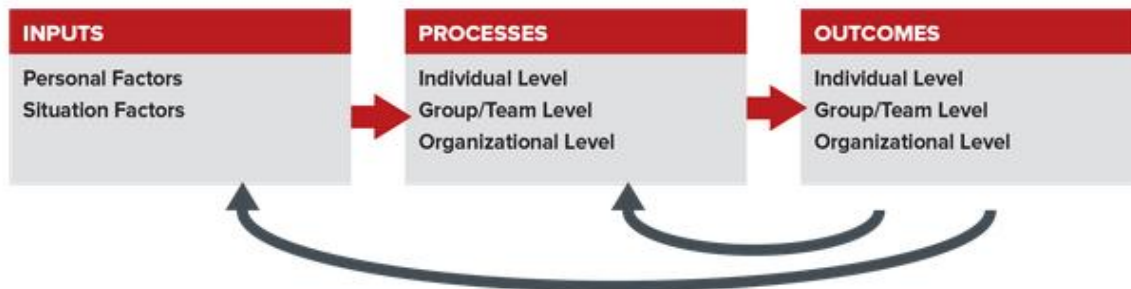 INPUTS
Personal Factors
Situation Factors
PROCESSES
Individual Level
Group/Team Level
Organizational Level
OUTCOMES
Individual Level
Group/Team Level
Organizational Level